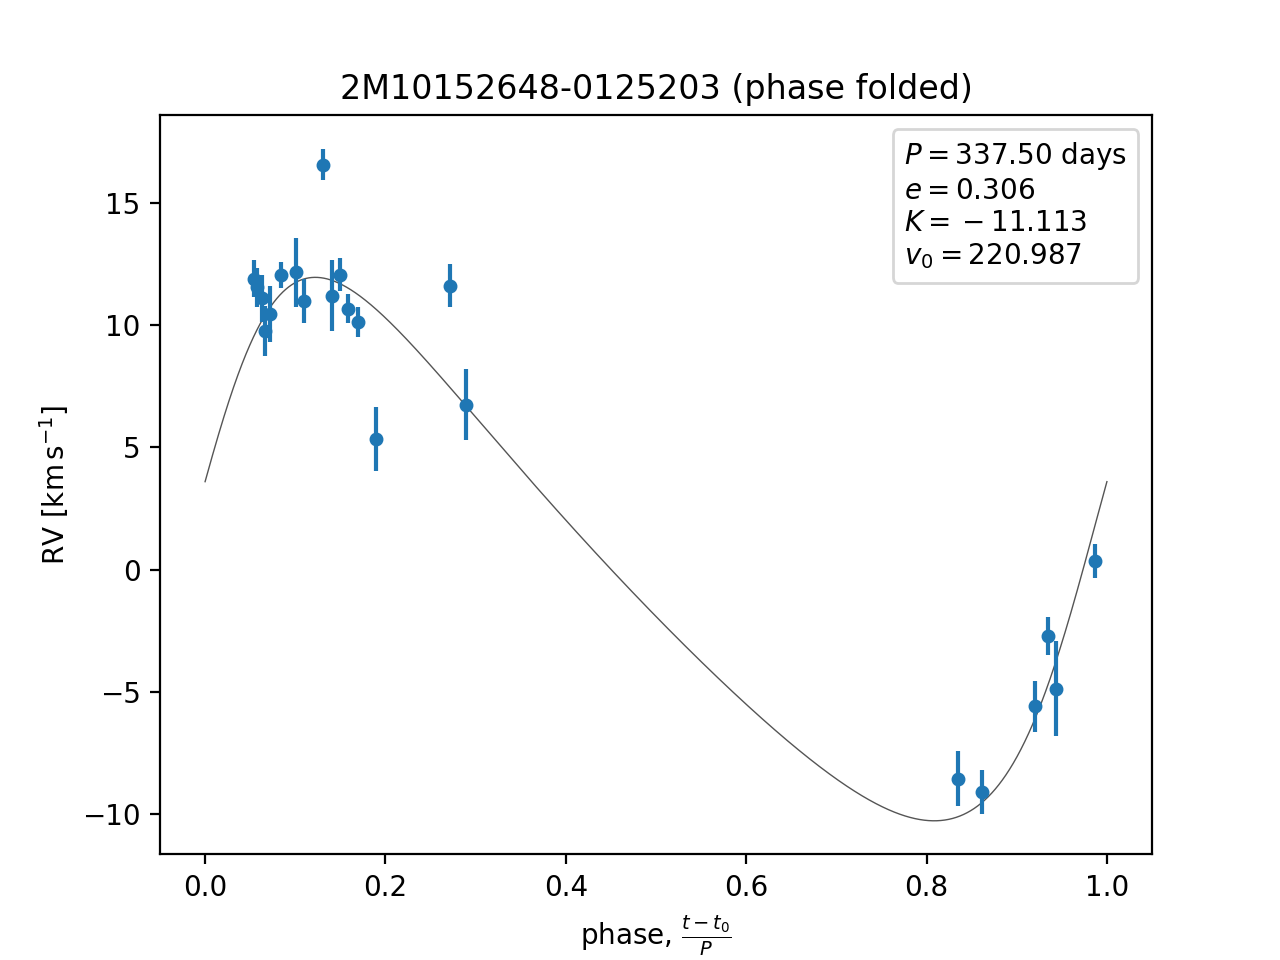 2M10152648-0125203 (phase folded)
P = 337.50 days
e = 0.306
K = −11.113
v₀ = 220.987
RV [km s⁻¹]
15
10
5
0
−5
−10
0.0 0.2 0.4 0.6 0.8 1.0
phase, (t − t₀)/P